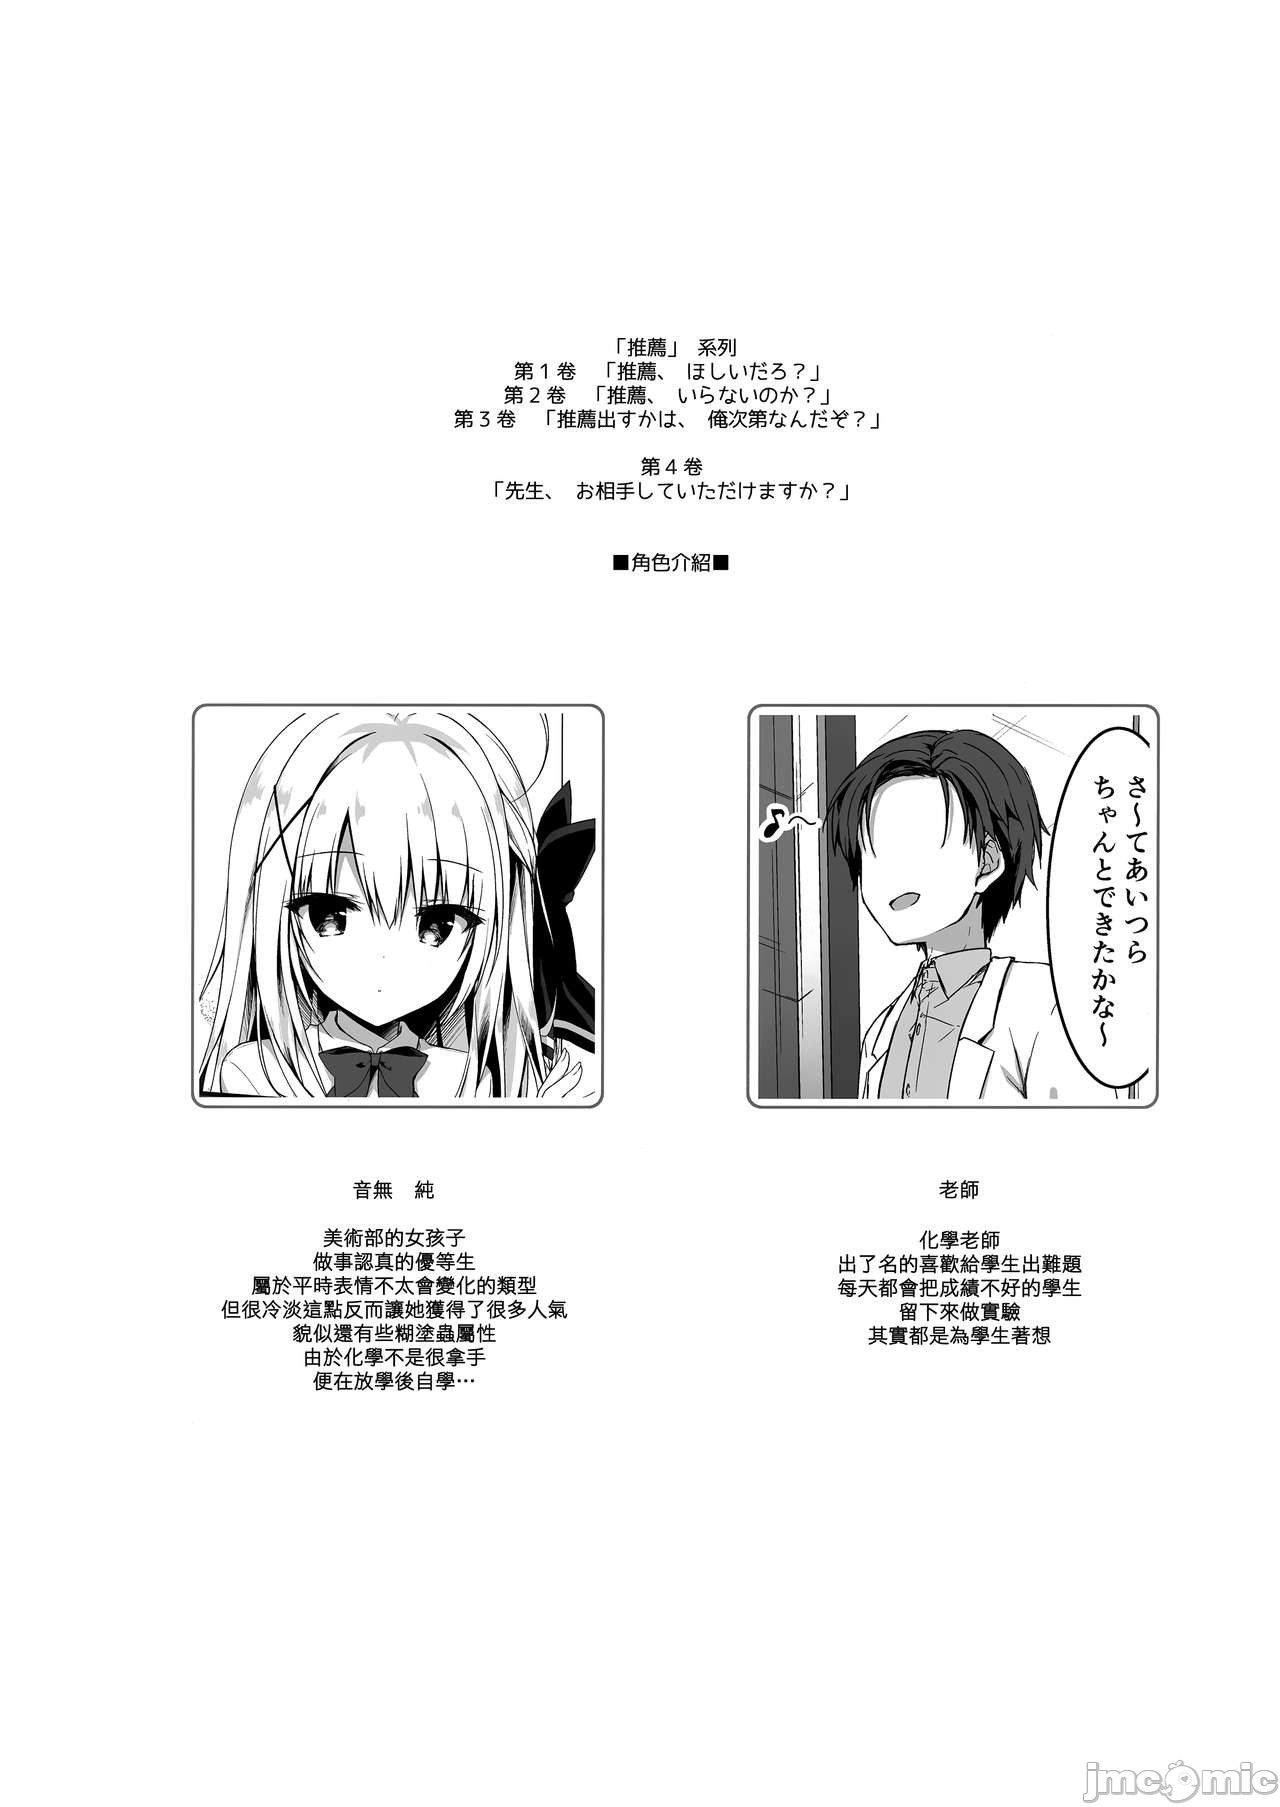 「推薦」 系列
第1巻 「推薦、 ほしいだろ？」
第2巻 「推薦、 いらないのか？」
第3巻 「推薦出すかは、 俺次第なんだぞ？」
第4巻
「先生、 お相手していただけますか？」
■角色介紹■
さ〜てあいつら
ちゃんとできたかな〜
音無 純
美術部的女孩子
做事認真的優等生
屬於平時表情不太會變化的類型
但很冷淡這點反而讓她獲得了很多人氣
貌似還有些糊塗蟲屬性
由於化學不是很拿手
便在放學後自學…
老師
化學老師
出了名的喜歡給學生出難題
每天都會把成績不好的學生
留下來做實驗
其實都是為學生著想
jmcomic